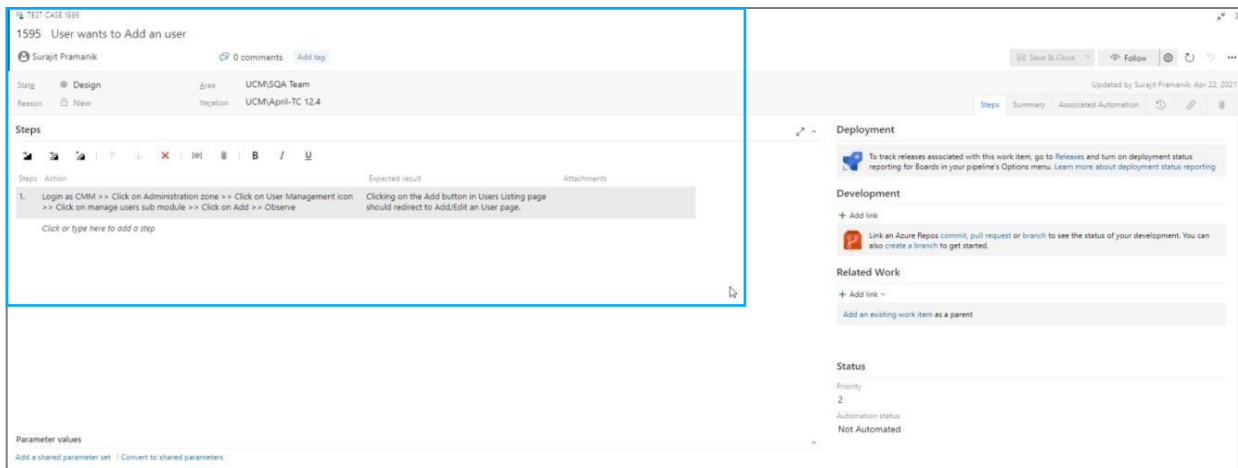 TEST CASE 1595
1595 User wants to Add an user
Surajit Pramanik
0 comments
Add tag
Save & Close
Follow
State
Design
Area
UCM\SQA Team
Updated by Surajit Pramanik: Apr 22, 2021
Reason
New
Iteration
UCM\April-TC 12.4
Steps
Summary
Associated Automation
Steps
B I U
Steps Action
Expected result
Attachments
1. Login as CMM >> Click on Administration zone >> Click on User Management icon
>> Click on manage users sub module >> Click on Add >> Observe
Clicking on the Add button in Users Listing page
should redirect to Add/Edit an User page.
Click or type here to add a step
Parameter values
Add a shared parameter set | Convert to shared parameters
Deployment
To track releases associated with this work item, go to Releases and turn on deployment status
reporting for Boards in your pipeline's Options menu. Learn more about deployment status reporting
Development
+ Add link
Link an Azure Repos commit, pull request or branch to see the status of your development. You can
also create a branch to get started.
Related Work
+ Add link
Add an existing work item as a parent
Status
Priority
2
Automation status
Not Automated